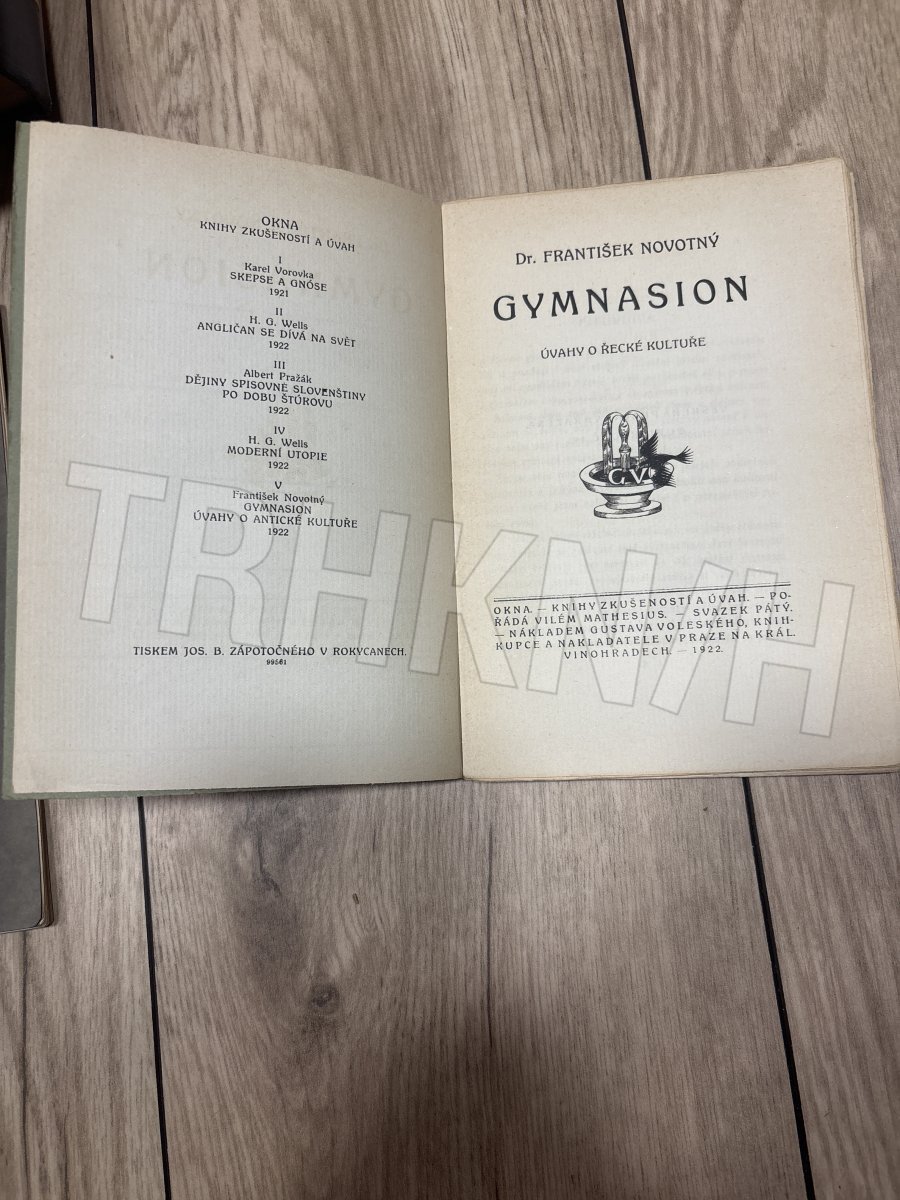 OKNA
KNIHY ZKUŠENOSTÍ A ÚVAH
I
Karel Vorovka
SKEPSE A GNÓSE
1921
II
H. G. Wells
ANGLIČAN SE DÍVÁ NA SVĚT
1922
III
Albert Pražák
DĚJINY SPISOVNÉ SLOVENŠTINY
PO DOBU ŠTÚROVU
1922
IV
H. G. Wells
MODERNÍ UTOPIE
1922
V
František Novotný
GYMNASION
ÚVAHY O ANTICKÉ KULTUŘE
1922
TISKEM JOS. B. ZÁPOTOČNÉHO V ROKYCANECH.
99561
Dr. FRANTIŠEK NOVOTNÝ
GYMNASION
ÚVAHY O ŘECKÉ KULTUŘE
G.V.
OKNA. — KNIHY ZKUŠENOSTÍ A ÚVAH. — PO-
ŘÁDÁ VILÉM MATHESIUS. — SVAZEK PÁTÝ.
— NÁKLADEM GUSTAVA VOLESKÉHO, KNIH-
KUPCE A NAKLADATELE V PRAZE NA KRÁL.
VINOHRADECH. — 1922.
TRHKNIH